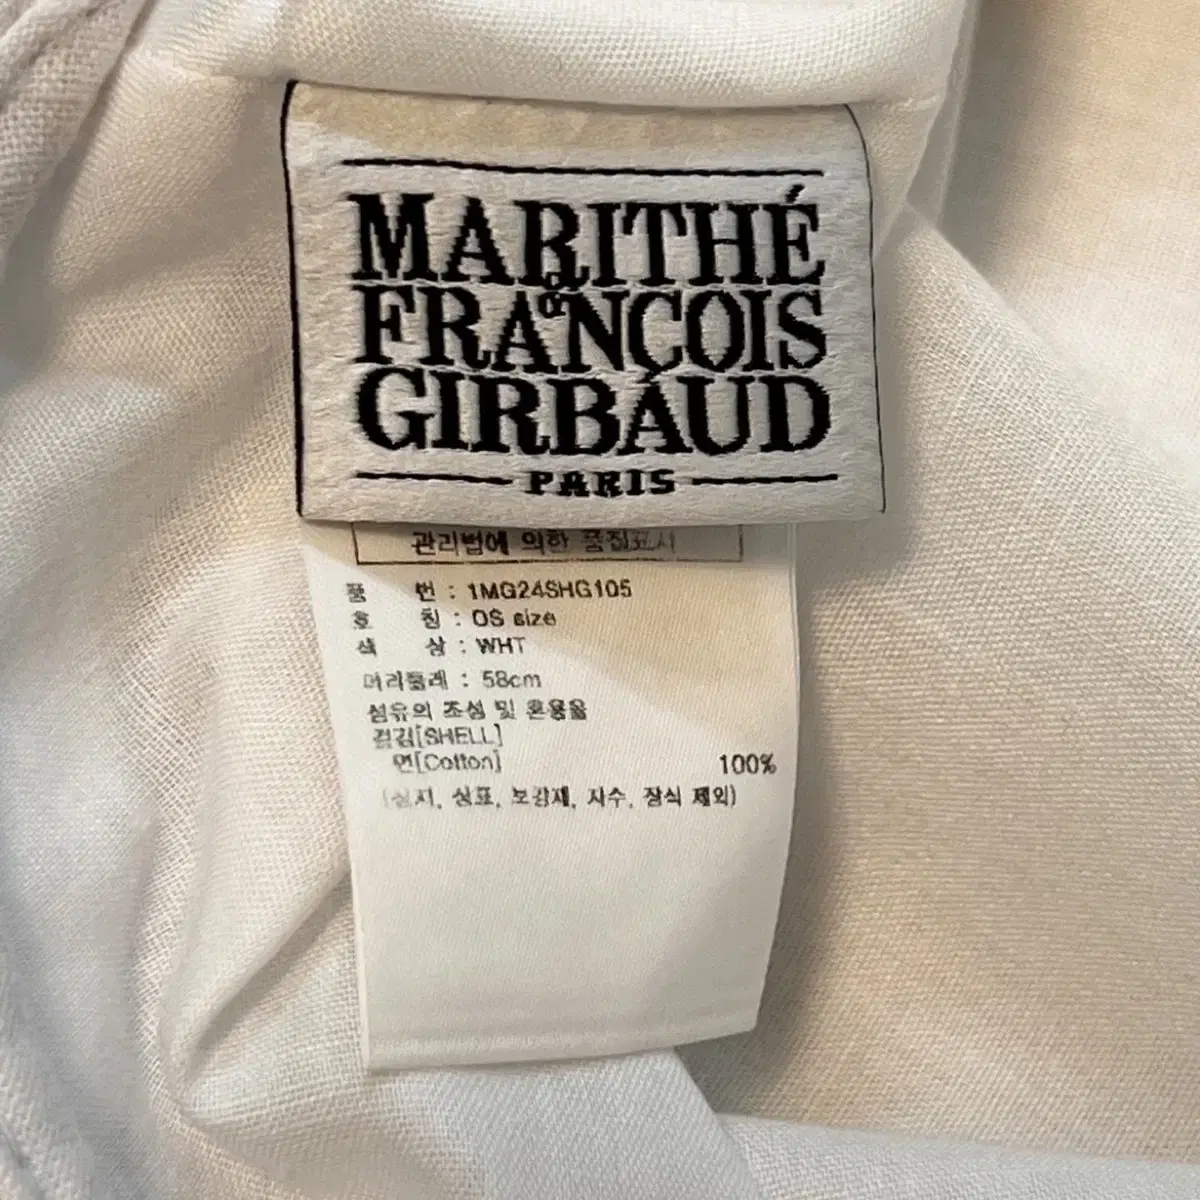 MARITHÉ
&
FRANÇOIS
GIRBAUD
PARIS
관리법에 의한 품질표시
품 번 : 1MG24SHG105
호 칭 : OS size
색 상 : WHT
머리둘레 : 58cm
섬유의 조성 및 혼용율
겉감[SHELL]
면[Cotton] 100%
(심지, 상표, 보강재, 자수, 장식 제외)